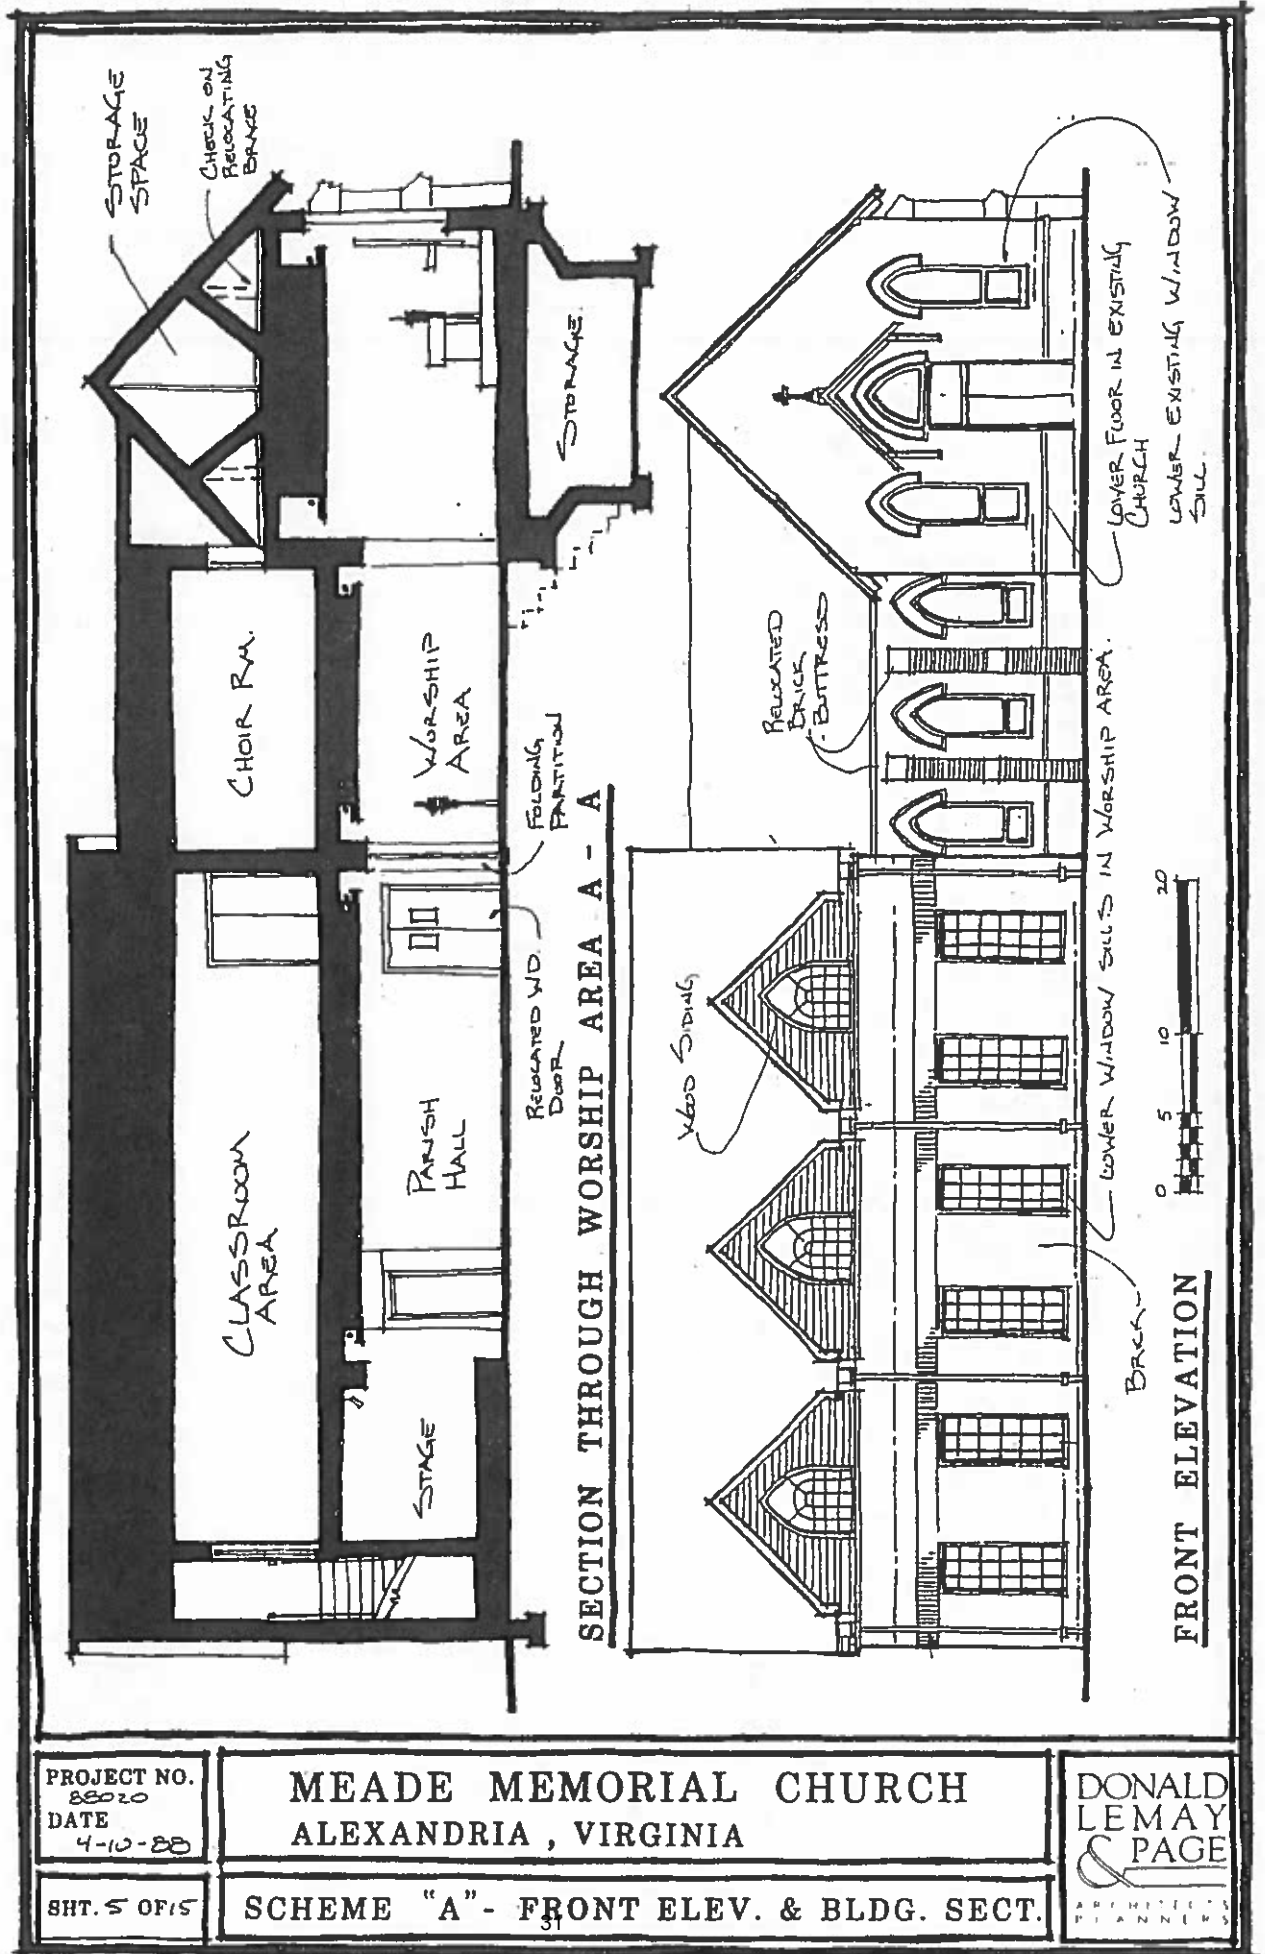 STORAGE
SPACE
CHECK ON
RELOCATING
BRACE
CHOIR RM.
CLASSROOM
AREA
WORSHIP
AREA
PARISH
HALL
STAGE
STORAGE
FOLDING
PARTITION
RELOCATED WD.
DOOR
SECTION THROUGH WORSHIP AREA A - A
WOOD SIDING
RELOCATED
BRICK
BUTTRESS
LOWER FLOOR IN EXISTING
CHURCH
LOWER EXISTING WINDOW
SILL
LOWER WINDOW SILLS IN WORSHIP AREA.
BRICK
0 5 10 20
FRONT ELEVATION
PROJECT NO.
88020
DATE
4-10-88
SHT. 5 OF 15
MEADE MEMORIAL CHURCH
ALEXANDRIA , VIRGINIA
SCHEME "A" - FRONT ELEV. & BLDG. SECT.
31
DONALD
LEMAY
& PAGE
ARCHITECTS
PLANNERS